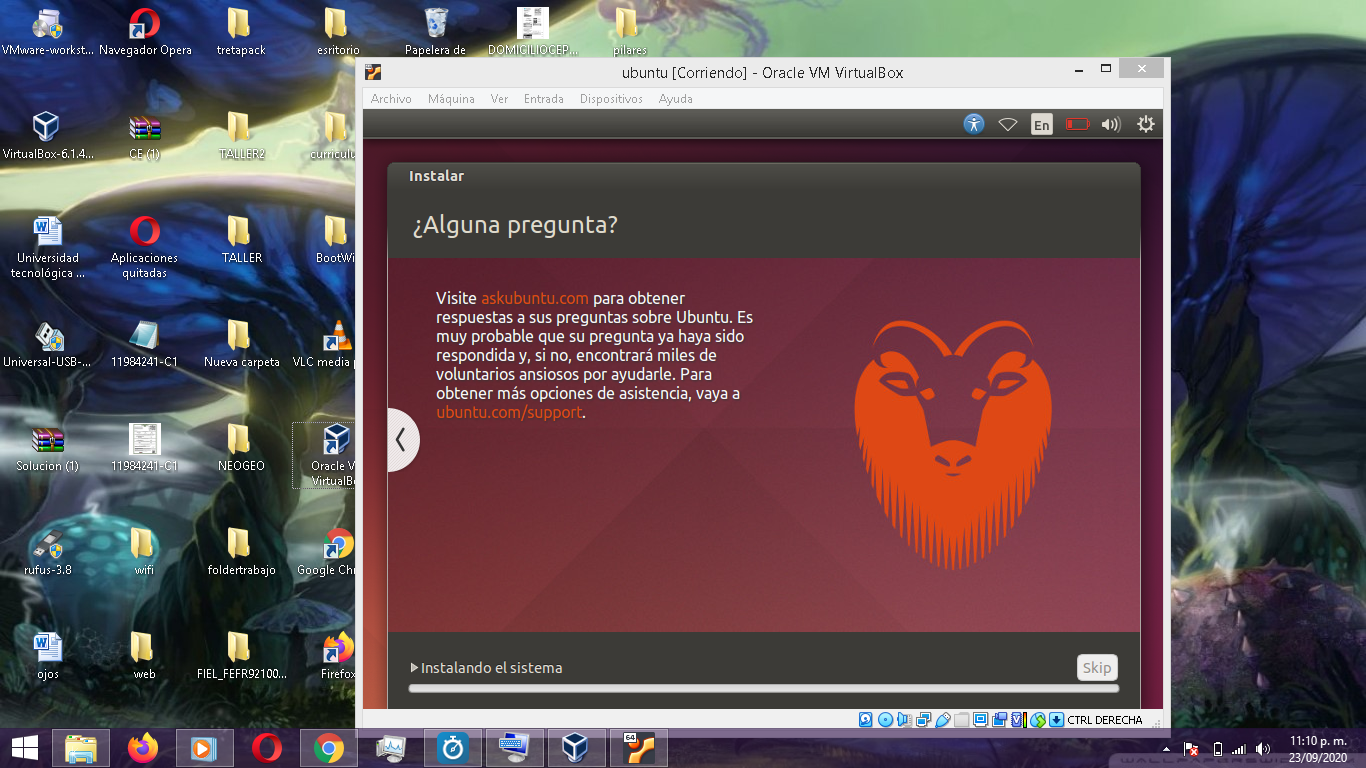 VMware-workst...
Navegador Opera
tretapack
esritorio
Papelera de
DOMICILIOCEP...
pilares
ubuntu [Corriendo] - Oracle VM VirtualBox
Archivo Máquina Ver Entrada Dispositivos Ayuda
En
VirtualBox-6.1.4...
CE (1)
TALLER2
curriculu
Instalar
¿Alguna pregunta?
Universidad
tecnológica ...
Aplicaciones
quitadas
TALLER
BootWi
Visite askubuntu.com para obtener
respuestas a sus preguntas sobre Ubuntu. Es
muy probable que su pregunta ya haya sido
respondida y, si no, encontrará miles de
voluntarios ansiosos por ayudarle. Para
obtener más opciones de asistencia, vaya a
ubuntu.com/support.
Universal-USB-...
11984241-C1
Nueva carpeta
VLC media p
Solucion (1)
11984241-C1
NEOGEO
Oracle V
VirtualBo
rufus-3.8
wifi
foldertrabajo
Google Chr
ojos
web
FIEL_FEFR92100...
Firefox
Instalando el sistema
Skip
CTRL DERECHA
64
11:10 p. m.
23/09/2020